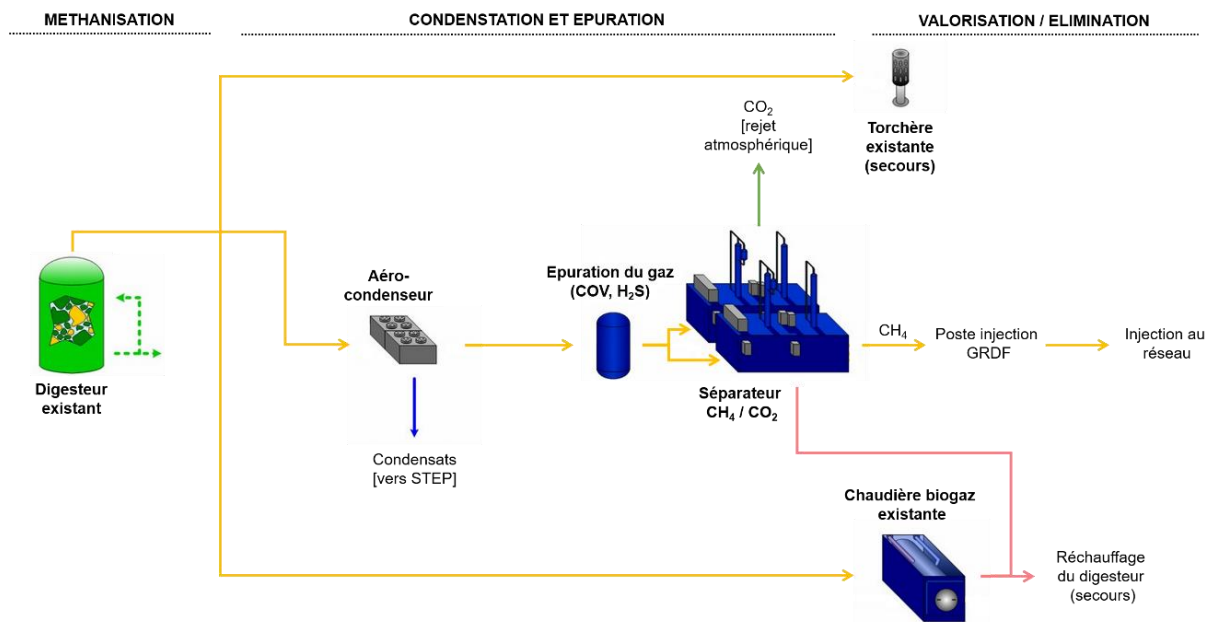 METHANISATION
CONDENSTATION ET EPURATION
VALORISATION / ELIMINATION
CO₂
[rejet
atmosphérique]
Torchère
existante
(secours)
Aéro-
condenseur
Epuration du gaz
(COV, H₂S)
CH₄
Poste injection
GRDF
Injection au
réseau
Digesteur
existant
Séparateur
CH₄ / CO₂
Condensats
[vers STEP]
Chaudière biogaz
existante
Réchauffage
du digesteur
(secours)